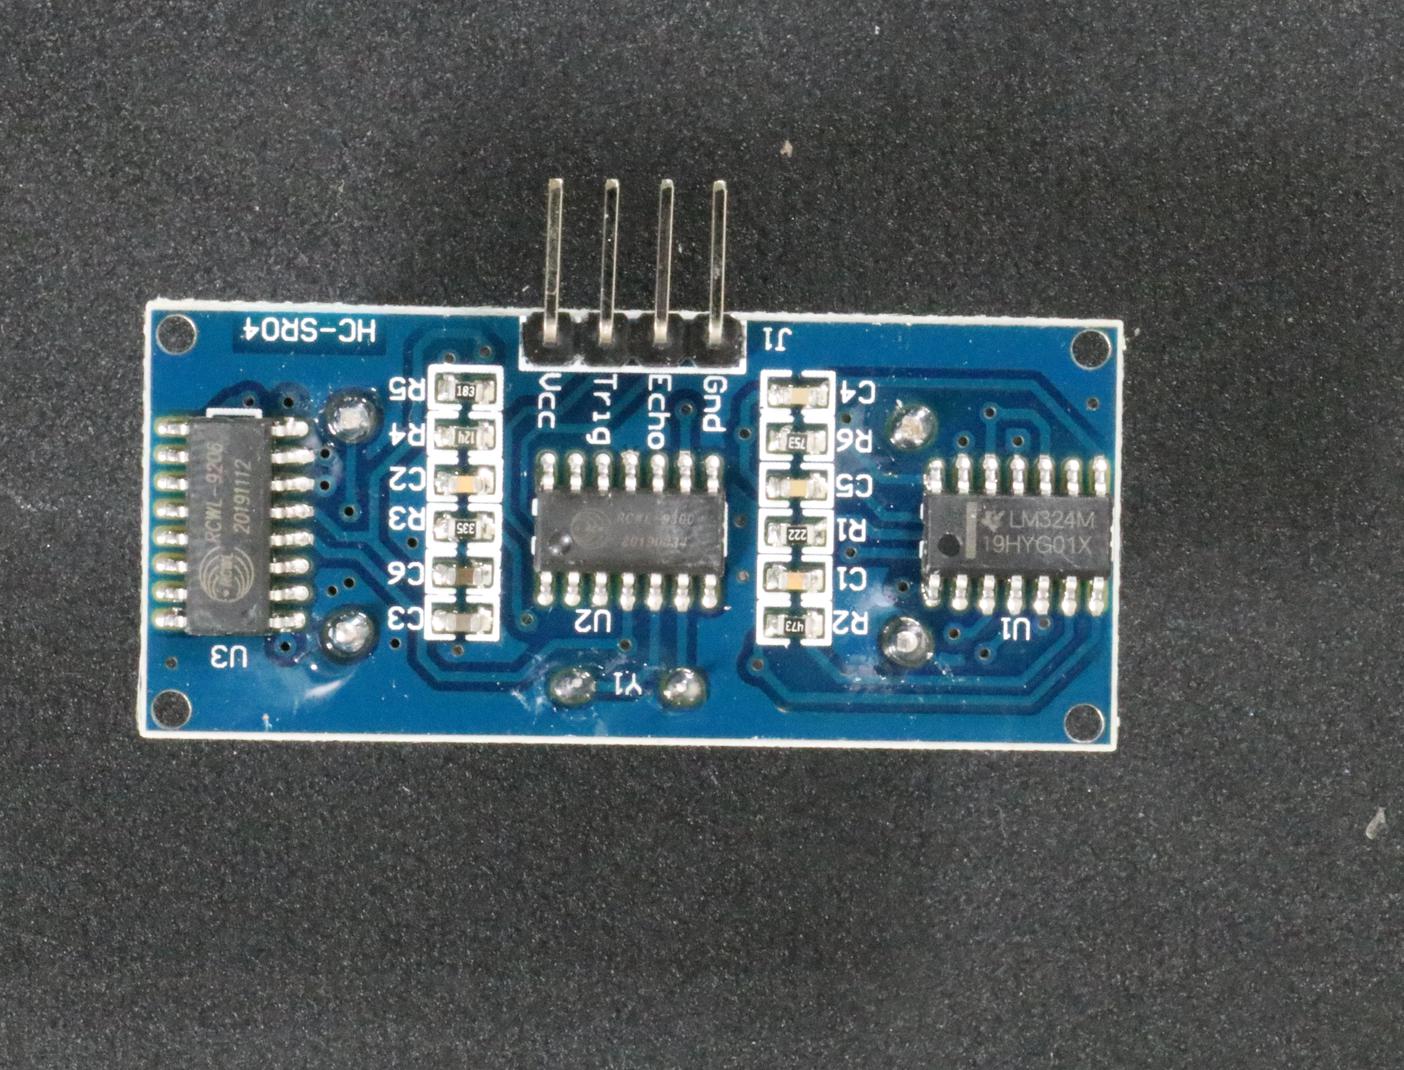 HC-SR04
J1
Vcc
Trig
Echo
Gnd
R5
183
R4
124
C2
R3
335
C6
C3
C4
R6
753
C5
R1
222
C1
R2
473
RCWL-9206
20191112
U3
U2
Y1
LM324M
19HYG01X
U1